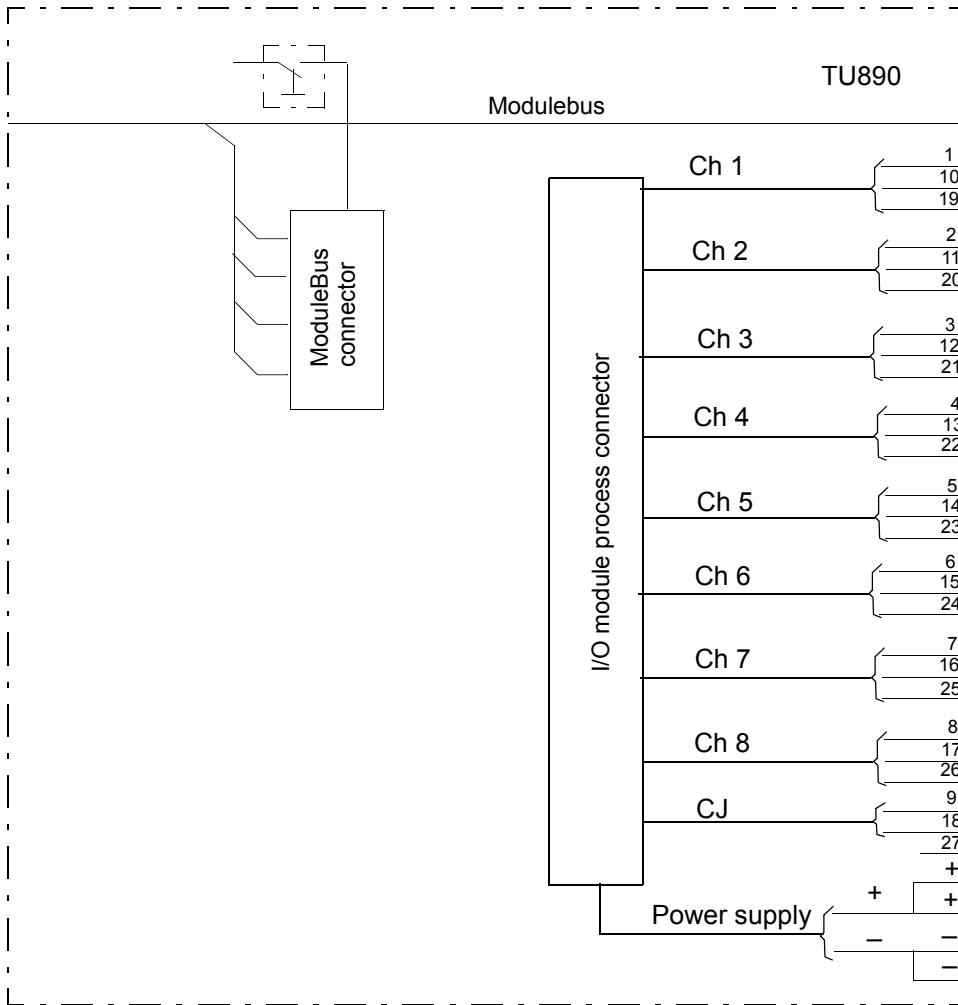 TU890
Modulebus
ModuleBus
connector
I/O module process connector
Ch 1
1
10
19
Ch 2
2
11
20
Ch 3
3
12
21
Ch 4
4
13
22
Ch 5
5
14
23
Ch 6
6
15
24
Ch 7
7
16
25
Ch 8
8
17
26
CJ
9
18
27
Power supply
+
–
+
+
–
–